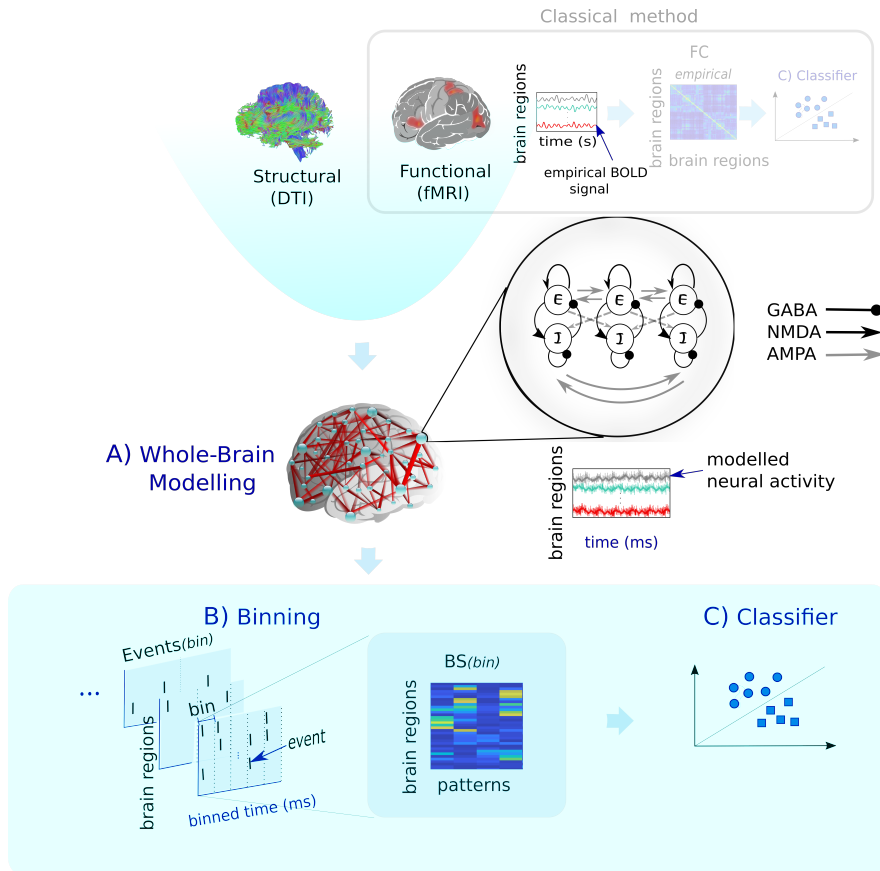 Classical method
FC
empirical
C) Classifier
brain regions
brain regions
time (s)
brain regions
Structural
(DTI)
Functional
(fMRI)
empirical BOLD
signal
E E E
I I I
GABA
NMDA
AMPA
A) Whole-Brain
Modelling
brain regions
modelled
neural activity
time (ms)
B) Binning
C) Classifier
Events(bin)
...
bin
event
brain regions
binned time (ms)
BS(bin)
brain regions
patterns